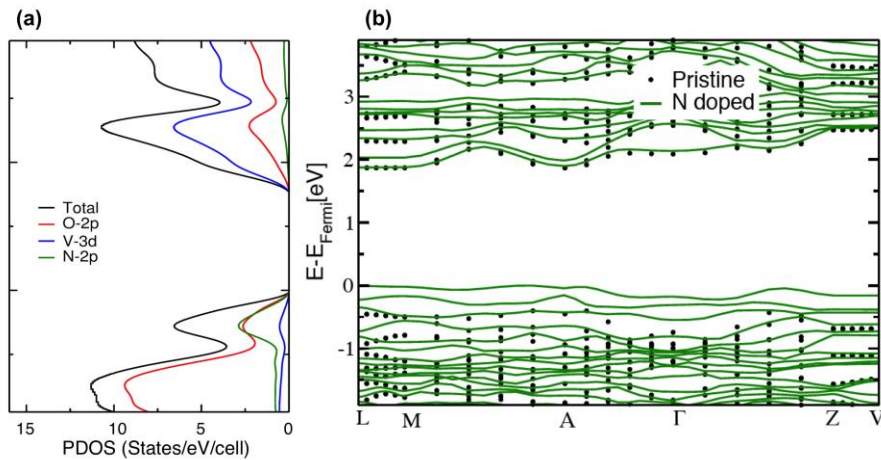 (a)
Total
O-2p
V-3d
N-2p
15 10 5 0
PDOS (States/eV/cell)
(b)
Pristine
N doped
E-E_Fermi[eV]
3
2
1
0
-1
L M A Γ Z V